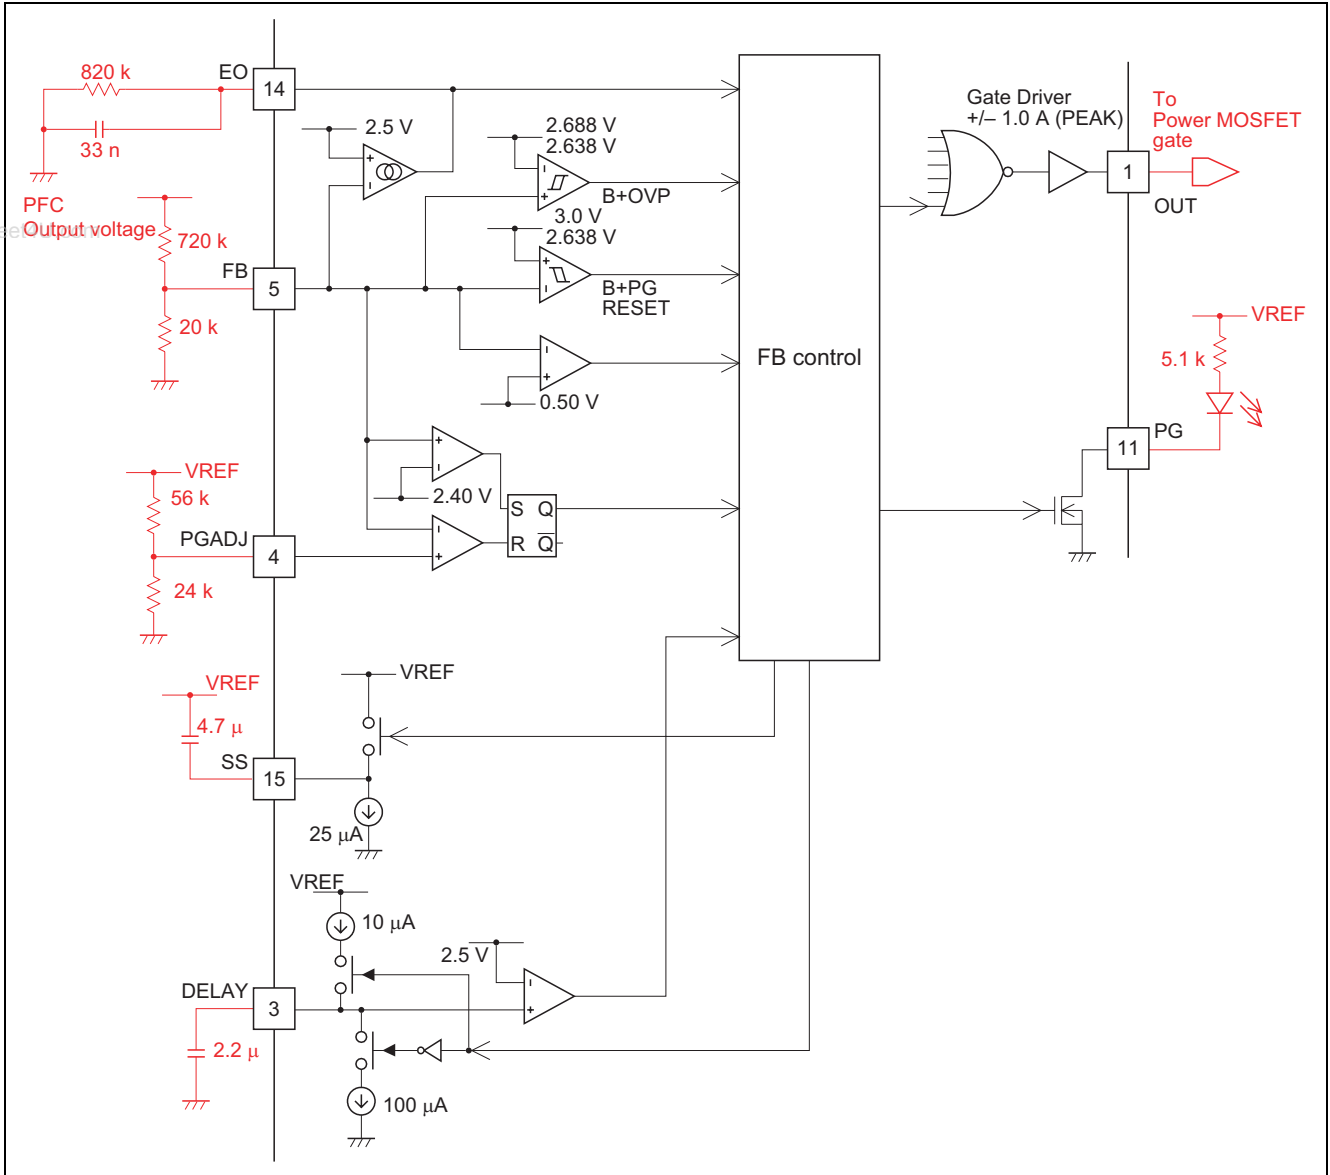 820 k
EO
14
33 n
2.5 V
2.688 V
2.638 V
B+OVP
Gate Driver
+/– 1.0 A (PEAK)
To
Power MOSFET
gate
1
OUT
PFC
Output voltage
720 k
FB
5
20 k
3.0 V
2.638 V
B+PG
RESET
0.50 V
FB control
VREF
5.1 k
PG
11
2.40 V
S Q
R Q
VREF
56 k
PGADJ
4
24 k
VREF
4.7 μ
SS
15
VREF
25 μA
VREF
10 μA
2.5 V
DELAY
3
2.2 μ
100 μA